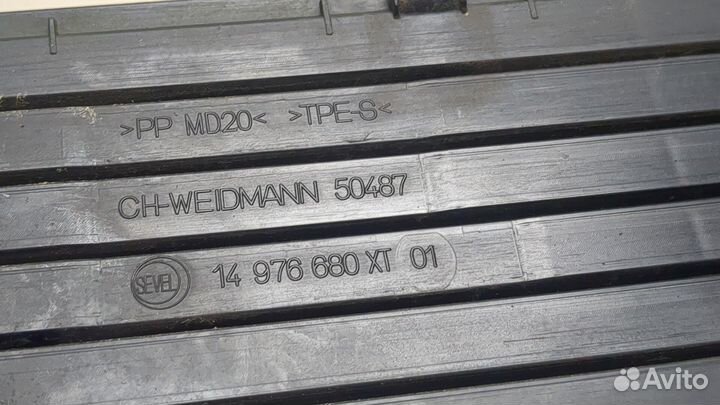 >PP MD20< >TPE-S<
CH-WEIDMANN 50487
SEVEL 14 976 680 XT 01
Avito